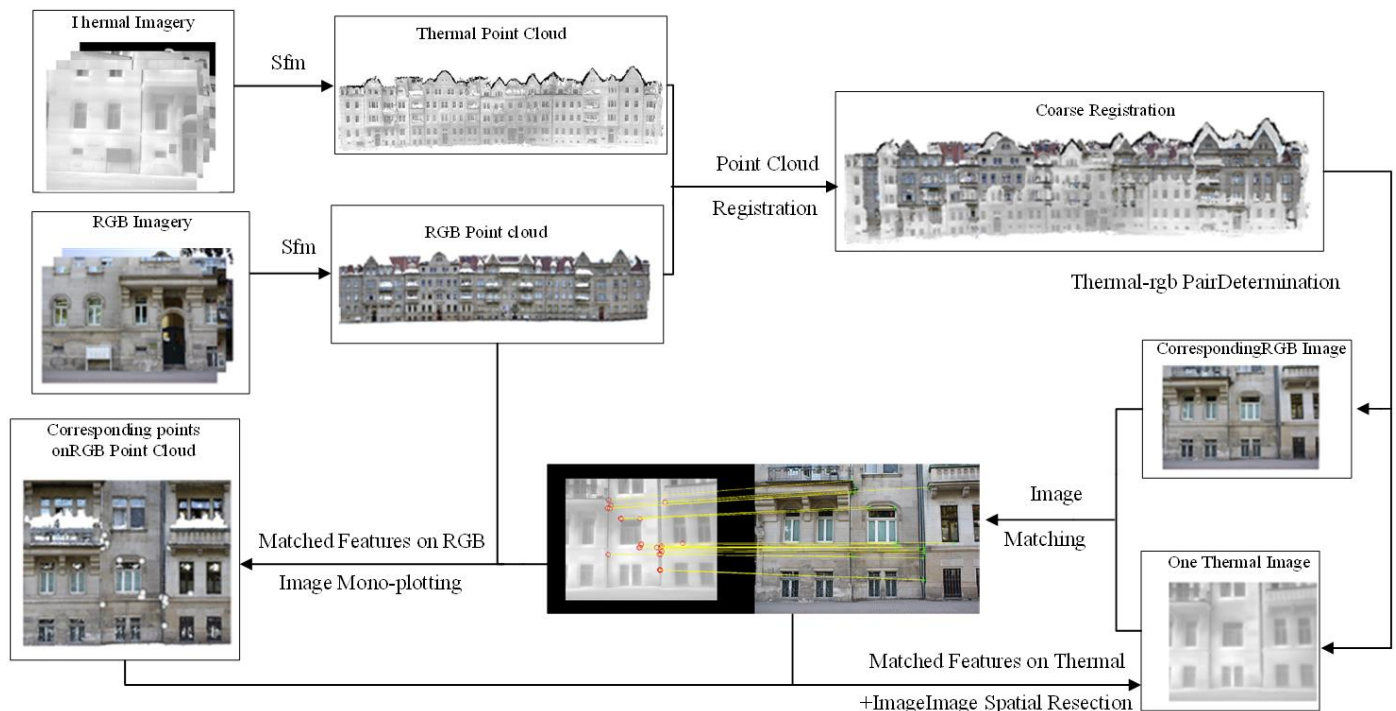 Thermal Imagery
Sfm
Thermal Point Cloud
Coarse Registration
Point Cloud
Registration
RGB Imagery
Sfm
RGB Point cloud
Thermal-rgb PairDetermination
CorrespondingRGB Image
Corresponding points
onRGB Point Cloud
Image
Matching
Matched Features on RGB
Image Mono-plotting
One Thermal Image
Matched Features on Thermal
+ImageImage Spatial Resection